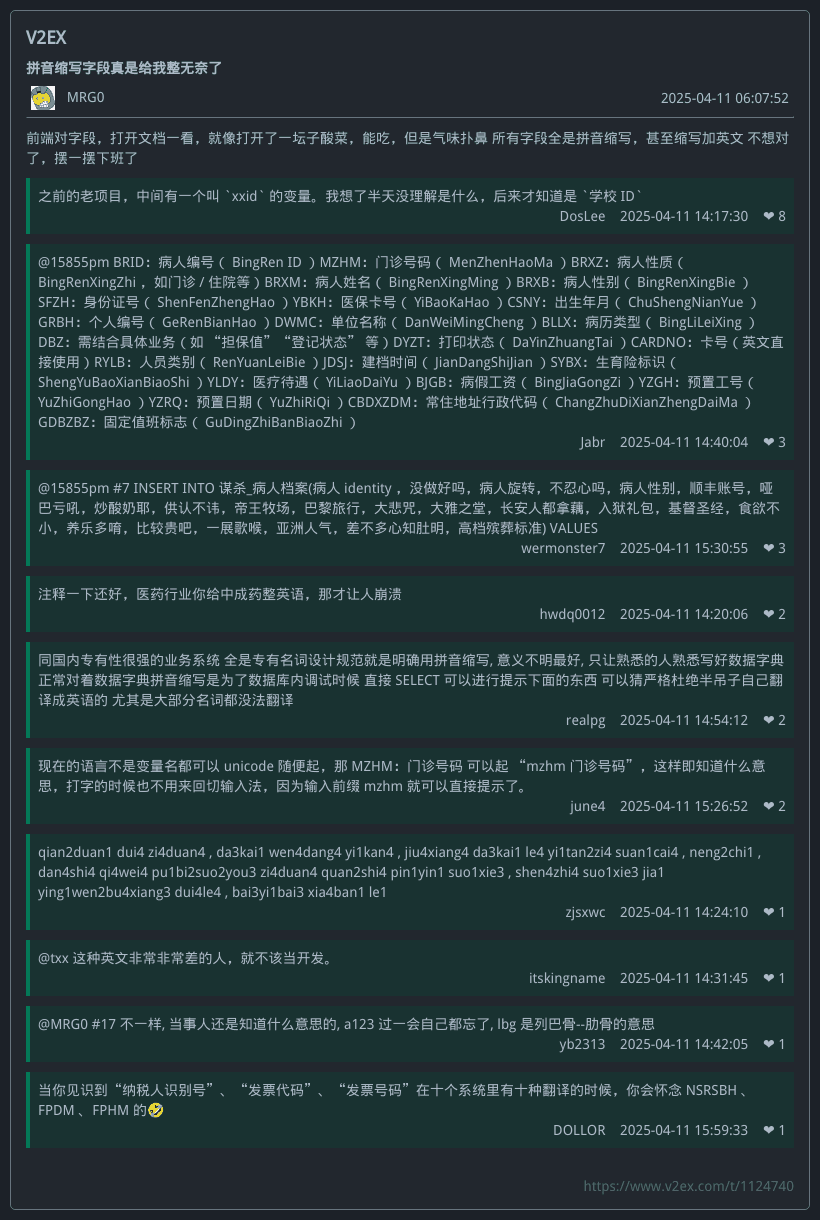 V2EX
拼音缩写字段真是给我整无奈了
MRG0 2025-04-11 06:07:52
前端对字段，打开文档一看，就像打开了一坛子酸菜，能吃，但是气味扑鼻 所有字段全是拼音缩写，甚至缩写加英文 不想对
了，摆一摆下班了
之前的老项目，中间有一个叫 `xxid` 的变量。我想了半天没理解是什么，后来才知道是 `学校 ID`
DosLee 2025-04-11 14:17:30 ❤ 8
@15855pm BRID：病人编号（ BingRen ID ）MZHM：门诊号码（ MenZhenHaoMa ）BRXZ：病人性质（
BingRenXingZhi ，如门诊 / 住院等）BRXM：病人姓名（ BingRenXingMing ）BRXB：病人性别（ BingRenXingBie ）
SFZH：身份证号（ ShenFenZhengHao ）YBKH：医保卡号（ YiBaoKaHao ）CSNY：出生年月（ ChuShengNianYue ）
GRBH：个人编号（ GeRenBianHao ）DWMC：单位名称（ DanWeiMingCheng ）BLLX：病历类型（ BingLiLeiXing ）
DBZ：需结合具体业务（如 “担保值” “登记状态” 等）DYZT：打印状态（ DaYinZhuangTai ）CARDNO：卡号（英文直
接使用）RYLB：人员类别（ RenYuanLeiBie ）JDSJ：建档时间（ JianDangShiJian ）SYBX：生育险标识（
ShengYuBaoXianBiaoShi ）YLDY：医疗待遇（ YiLiaoDaiYu ）BJGB：病假工资（ BingJiaGongZi ）YZGH：预置工号（
YuZhiGongHao ）YZRQ：预置日期（ YuZhiRiQi ）CBDXZDM：常住地址行政代码（ ChangZhuDiXianZhengDaiMa ）
GDBZBZ：固定值班标志（ GuDingZhiBanBiaoZhi ）
Jabr 2025-04-11 14:40:04 ❤ 3
@15855pm #7 INSERT INTO 谋杀_病人档案(病人 identity ，没做好吗，病人旋转，不忍心吗，病人性别，顺丰账号，哑
巴亏吼，炒酸奶耶，供认不讳，帝王牧场，巴黎旅行，大悲咒，大雅之堂，长安人都拿藕，入狱礼包，基督圣经，食欲不
小，养乐多唷，比较贵吧，一展歌喉，亚洲人气，差不多心知肚明，高档殡葬标准) VALUES
wermonster7 2025-04-11 15:30:55 ❤ 3
注释一下还好，医药行业你给中成药整英语，那才让人崩溃
hwdq0012 2025-04-11 14:20:06 ❤ 2
同国内专有性很强的业务系统 全是专有名词设计规范就是明确用拼音缩写, 意义不明最好, 只让熟悉的人熟悉写好数据字典
正常对着数据字典拼音缩写是为了数据库内调试时候 直接 SELECT 可以进行提示下面的东西 可以猜严格杜绝半吊子自己翻
译成英语的 尤其是大部分名词都没法翻译
realpg 2025-04-11 14:54:12 ❤ 2
现在的语言不是变量名都可以 unicode 随便起，那 MZHM：门诊号码 可以起 “mzhm 门诊号码” ，这样即知道什么意
思，打字的时候也不用来回切输入法，因为输入前缀 mzhm 就可以直接提示了。
june4 2025-04-11 15:26:52 ❤ 2
qian2duan1 dui4 zi4duan4 , da3kai1 wen4dang4 yi1kan4 , jiu4xiang4 da3kai1 le4 yi1tan2zi4 suan1cai4 , neng2chi1 ,
dan4shi4 qi4wei4 pu1bi2suo2you3 zi4duan4 quan2shi4 pin1yin1 suo1xie3 , shen4zhi4 suo1xie3 jia1
ying1wen2bu4xiang3 dui4le4 , bai3yi1bai3 xia4ban1 le1
zjsxwc 2025-04-11 14:24:10 ❤ 1
@txx 这种英文非常非常差的人，就不该当开发。
itskingname 2025-04-11 14:31:45 ❤ 1
@MRG0 #17 不一样, 当事人还是知道什么意思的, a123 过一会自己都忘了, lbg 是列巴骨--肋骨的意思
yb2313 2025-04-11 14:42:05 ❤ 1
当你见识到“纳税人识别号”、“发票代码”、“发票号码”在十个系统里有十种翻译的时候，你会怀念 NSRSBH 、
FPDM 、FPHM 的🤣
DOLLOR 2025-04-11 15:59:33 ❤ 1
https://www.v2ex.com/t/1124740